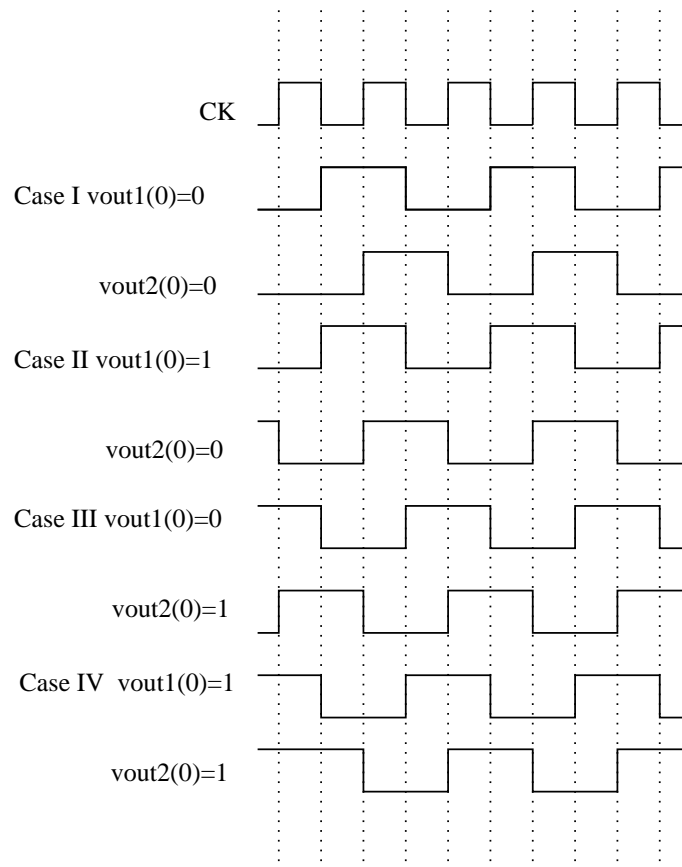 CK
Case I vout1(0)=0
vout2(0)=0
Case II vout1(0)=1
vout2(0)=0
Case III vout1(0)=0
vout2(0)=1
Case IV vout1(0)=1
vout2(0)=1